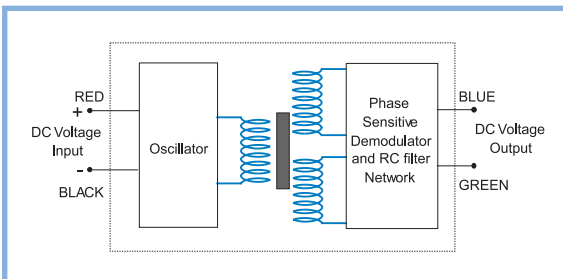 RED
+
DC Voltage
Input
-
BLACK
Oscillator
Phase
Sensitive
Demodulator
and RC filter
Network
BLUE
DC Voltage
Output
GREEN